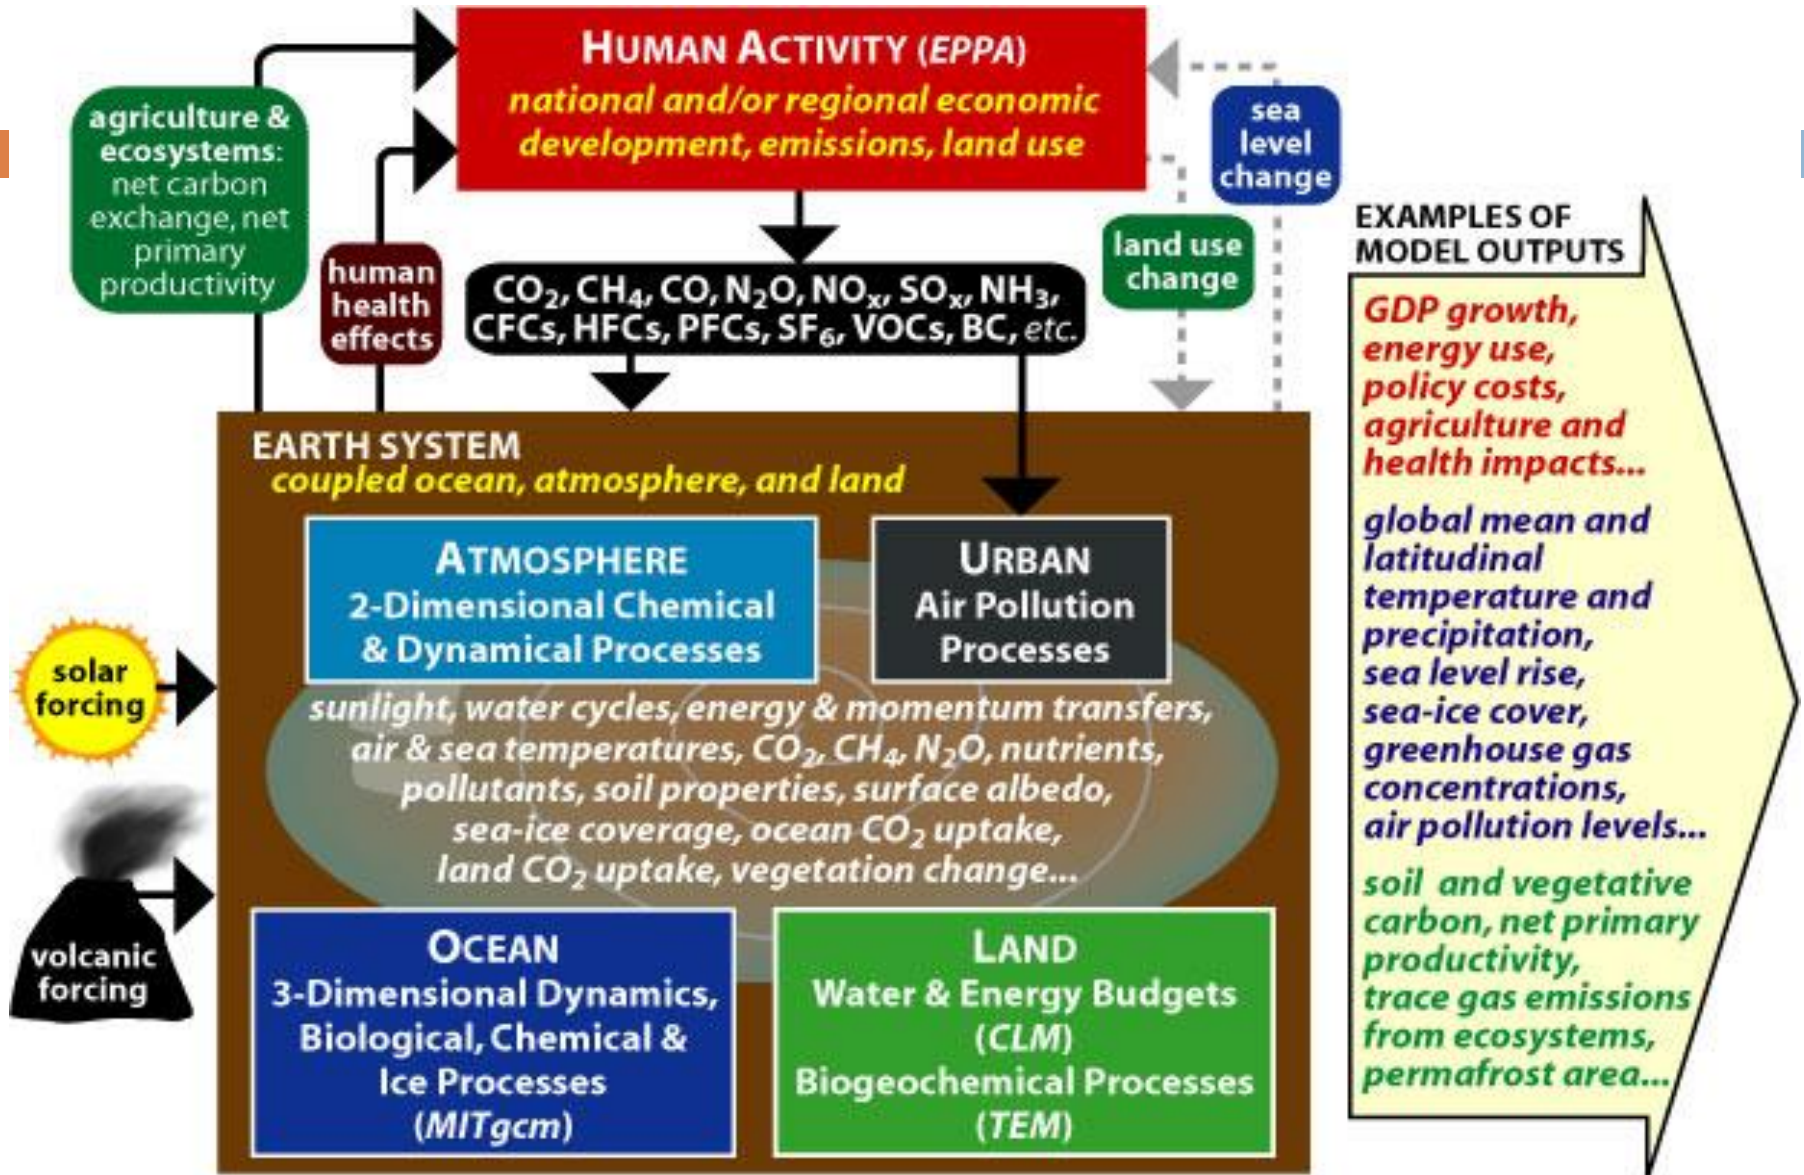 HUMAN ACTIVITY (EPPA)
national and/or regional economic
development, emissions, land use
agriculture &
ecosystems:
net carbon
exchange, net
primary
productivity
human
health
effects
CO₂, CH₄, CO, N₂O, NOₓ, SOₓ, NH₃,
CFCs, HFCs, PFCs, SF₆, VOCs, BC, etc.
land use
change
sea
level
change
EARTH SYSTEM
coupled ocean, atmosphere, and land
ATMOSPHERE
2-Dimensional Chemical
& Dynamical Processes
URBAN
Air Pollution
Processes
solar
forcing
volcanic
forcing
sunlight, water cycles, energy & momentum transfers,
air & sea temperatures, CO₂, CH₄, N₂O, nutrients,
pollutants, soil properties, surface albedo,
sea-ice coverage, ocean CO₂ uptake,
land CO₂ uptake, vegetation change...
OCEAN
3-Dimensional Dynamics,
Biological, Chemical &
Ice Processes
(MITgcm)
LAND
Water & Energy Budgets
(CLM)
Biogeochemical Processes
(TEM)
EXAMPLES OF
MODEL OUTPUTS
GDP growth,
energy use,
policy costs,
agriculture and
health impacts...
global mean and
latitudinal
temperature and
precipitation,
sea level rise,
sea-ice cover,
greenhouse gas
concentrations,
air pollution levels...
soil and vegetative
carbon, net primary
productivity,
trace gas emissions
from ecosystems,
permafrost area...